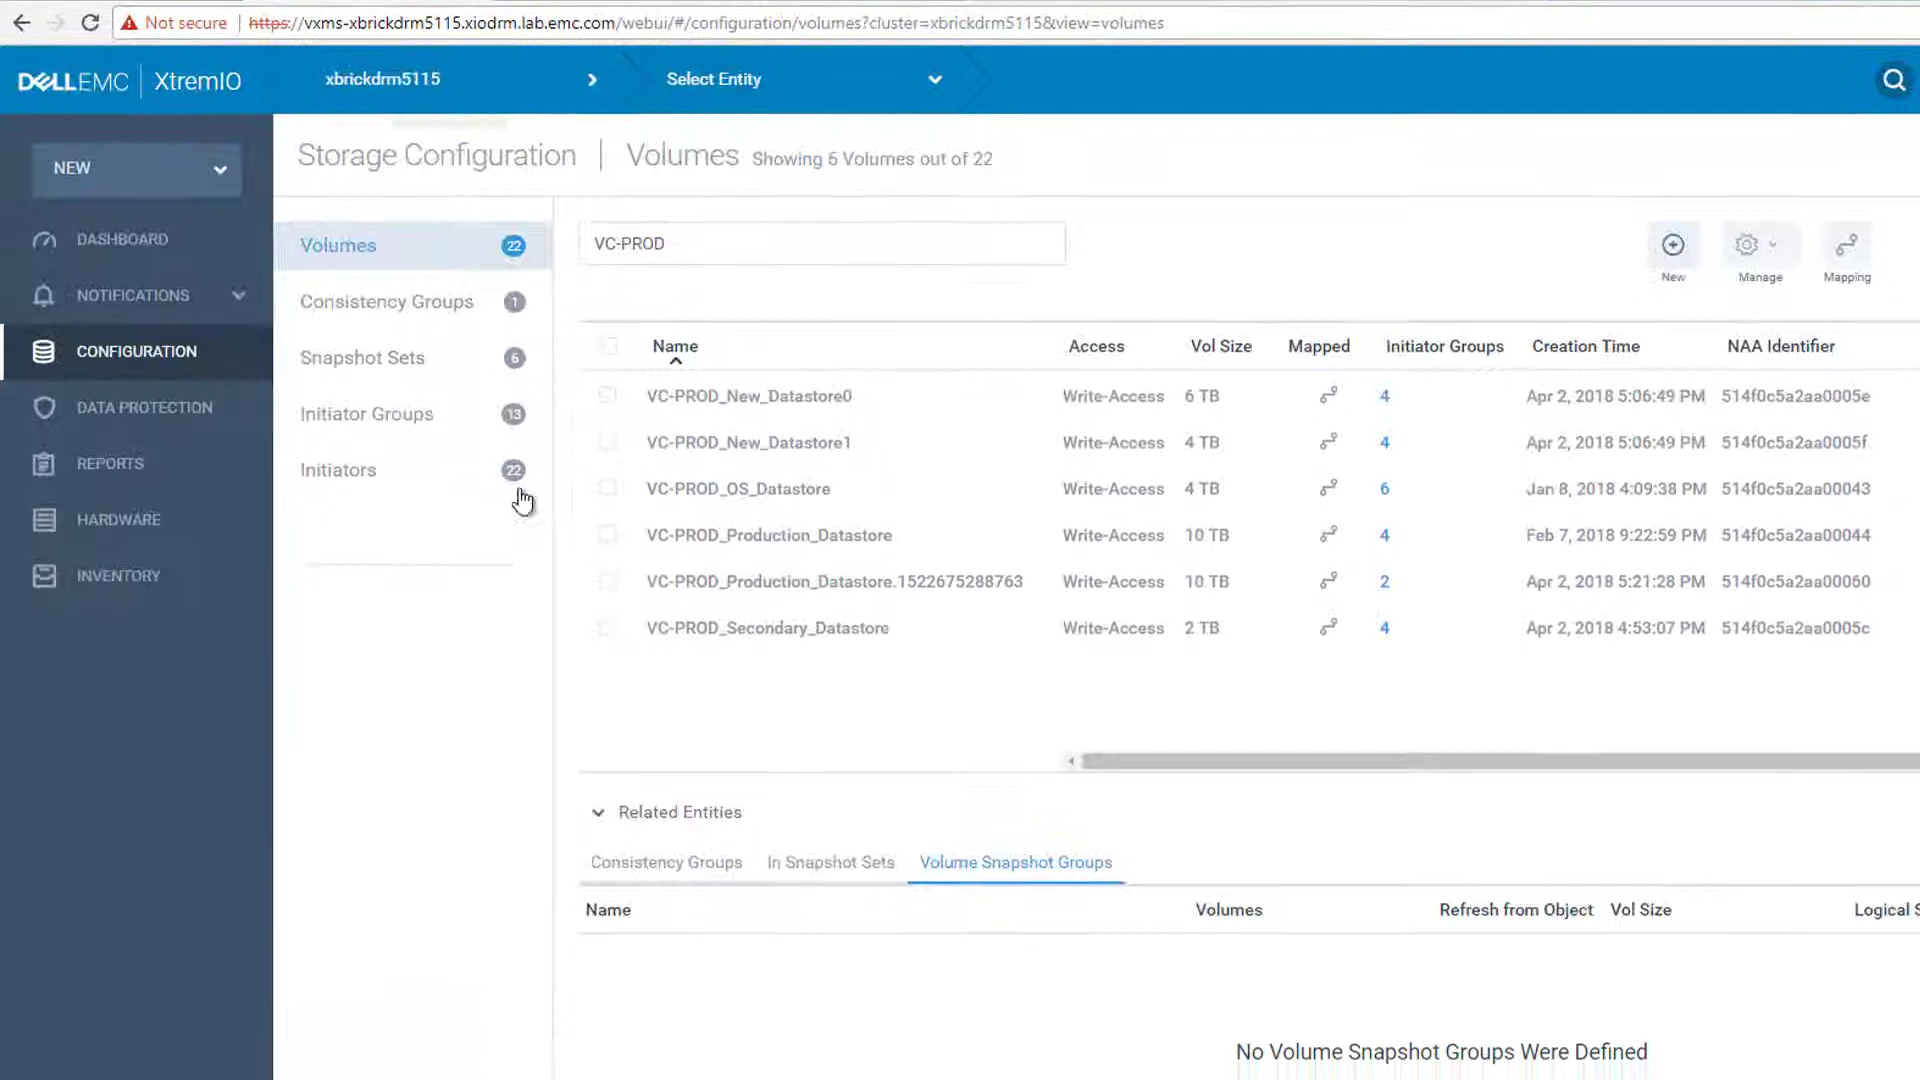 Not secure | https://vxms-xbrickdrm5115.xiodrm.lab.emc.com/webui/#/configuration/volumes?cluster=xbrickdrm5115&view=volumes
DELLEMC XtremIO
xbrickdrm5115
Select Entity
NEW
DASHBOARD
NOTIFICATIONS
CONFIGURATION
DATA PROTECTION
REPORTS
HARDWARE
INVENTORY
Storage Configuration | Volumes Showing 6 Volumes out of 22
Volumes 22
Consistency Groups 1
Snapshot Sets 6
Initiator Groups 13
Initiators 22
VC-PROD
New
Manage
Mapping
Name Access Vol Size Mapped Initiator Groups Creation Time NAA Identifier
VC-PROD_New_Datastore0 Write-Access 6 TB 4 Apr 2, 2018 5:06:49 PM 514f0c5a2aa0005e
VC-PROD_New_Datastore1 Write-Access 4 TB 4 Apr 2, 2018 5:06:49 PM 514f0c5a2aa0005f
VC-PROD_OS_Datastore Write-Access 4 TB 6 Jan 8, 2018 4:09:38 PM 514f0c5a2aa00043
VC-PROD_Production_Datastore Write-Access 10 TB 4 Feb 7, 2018 9:22:59 PM 514f0c5a2aa00044
VC-PROD_Production_Datastore.1522675288763 Write-Access 10 TB 2 Apr 2, 2018 5:21:28 PM 514f0c5a2aa00060
VC-PROD_Secondary_Datastore Write-Access 2 TB 4 Apr 2, 2018 4:53:07 PM 514f0c5a2aa0005c
Related Entities
Consistency Groups In Snapshot Sets Volume Snapshot Groups
Name Volumes Refresh from Object Vol Size Logical S
No Volume Snapshot Groups Were Defined